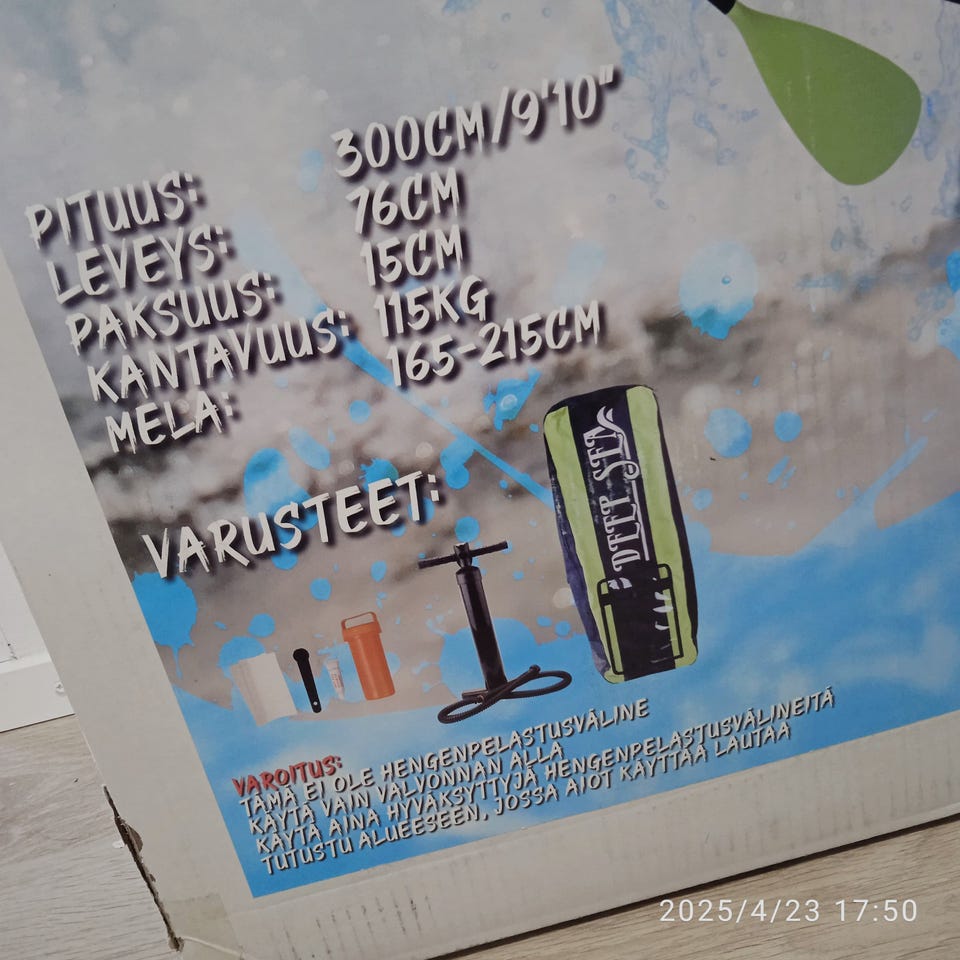 PITUUS: 300CM/9'10"
LEVEYS: 76CM
PAKSUUS: 15CM
KANTAVUUS: 115KG
MELA: 165-215CM
VARUSTEET:
DEEP SEA
VAROITUS:
TÄMÄ EI OLE HENGENPELASTUSVÄLINE
KÄYTÄ VAIN VALVONNAN ALLA
KÄYTÄ AINA HYVÄKSYTTYJÄ HENGENPELASTUSVÄLINEITÄ
TUTUSTU ALUEESEEN, JOSSA AIOT KÄYTTÄÄ LAUTAA
2025/4/23 17:50